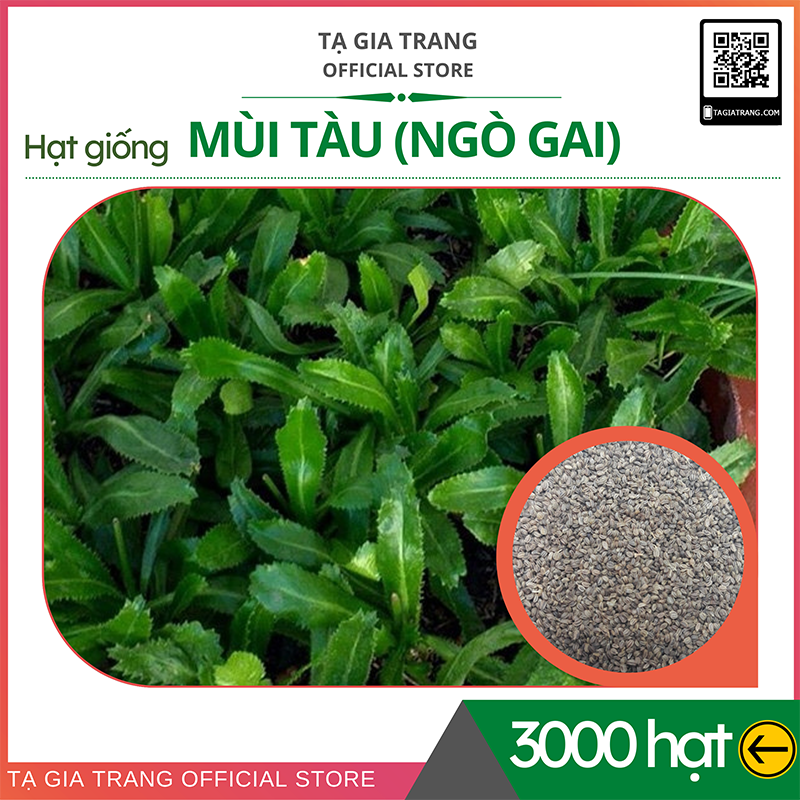 TẠ GIA TRANG
OFFICIAL STORE
TAGIATRANG.COM
Hạt giống MÙI TÀU (NGÒ GAI)
3000 hạt
TẠ GIA TRANG OFFICIAL STORE